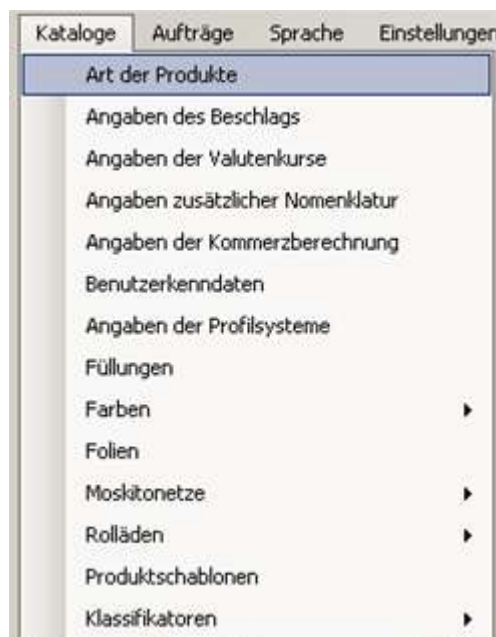 Kataloge Aufträge Sprache Einstellungen
Art der Produkte
Angaben des Beschlags
Angaben der Valutenkurse
Angaben zusätzlicher Nomenklatur
Angaben der Kommerzberechnung
Benutzerkenndaten
Angaben der Profilsysteme
Füllungen
Farben
Folien
Moskitonetze
Rolläden
Produktschablonen
Klassifikatoren